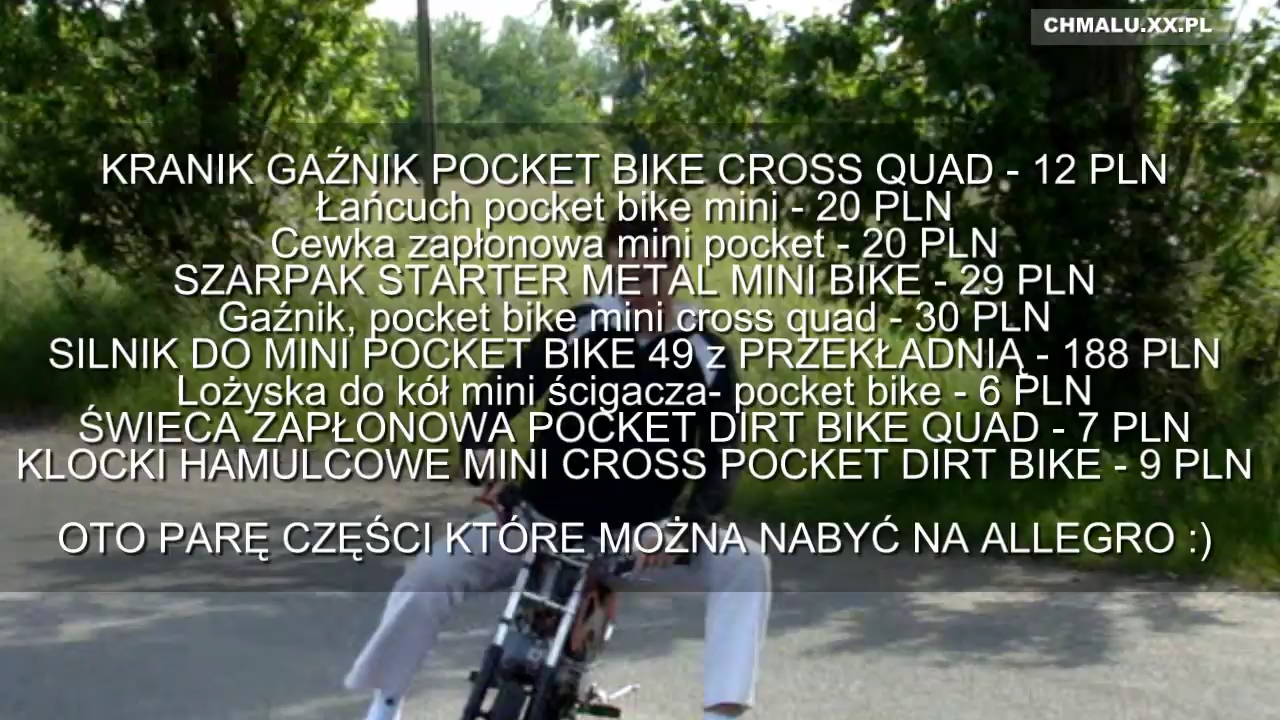 CHMALU.XX.PL
KRANIK GAŹNIK POCKET BIKE CROSS QUAD - 12 PLN
Łańcuch pocket bike mini - 20 PLN
Cewka zapłonowa mini pocket - 20 PLN
SZARPAK STARTER METAL MINI BIKE - 29 PLN
Gaźnik, pocket bike mini cross quad - 30 PLN
SILNIK DO MINI POCKET BIKE 49 z PRZEKŁADNIĄ - 188 PLN
Lożyska do kół mini ścigacza- pocket bike - 6 PLN
ŚWIECA ZAPŁONOWA POCKET DIRT BIKE QUAD - 7 PLN
KLOCKI HAMULCOWE MINI CROSS POCKET DIRT BIKE - 9 PLN
OTO PARĘ CZĘŚCI KTÓRE MOŻNA NABYĆ NA ALLEGRO :)